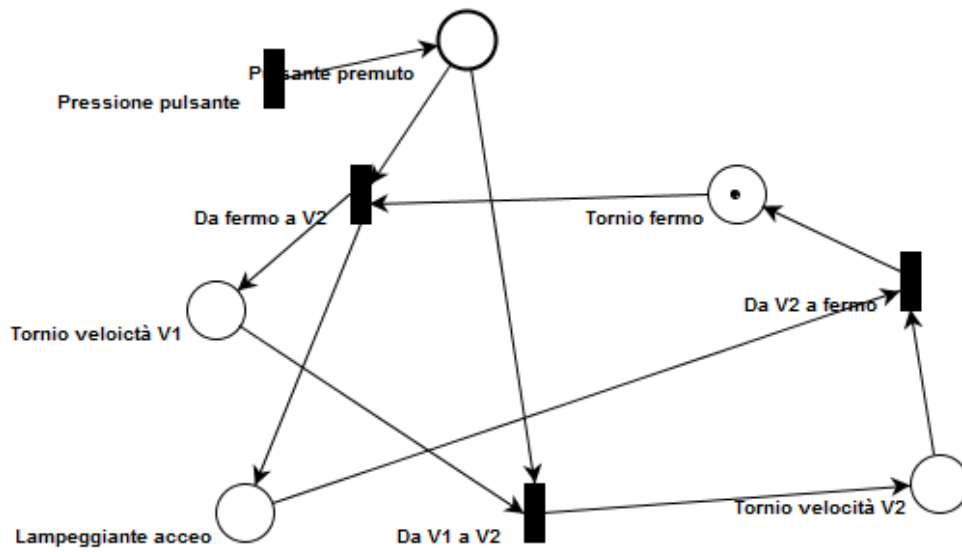 Pulsante premuto
Pressione pulsante
Da fermo a V2
Tornio fermo
Da V2 a fermo
Tornio veloictà V1
Tornio velocità V2
Lampeggiante acceo
Da V1 a V2